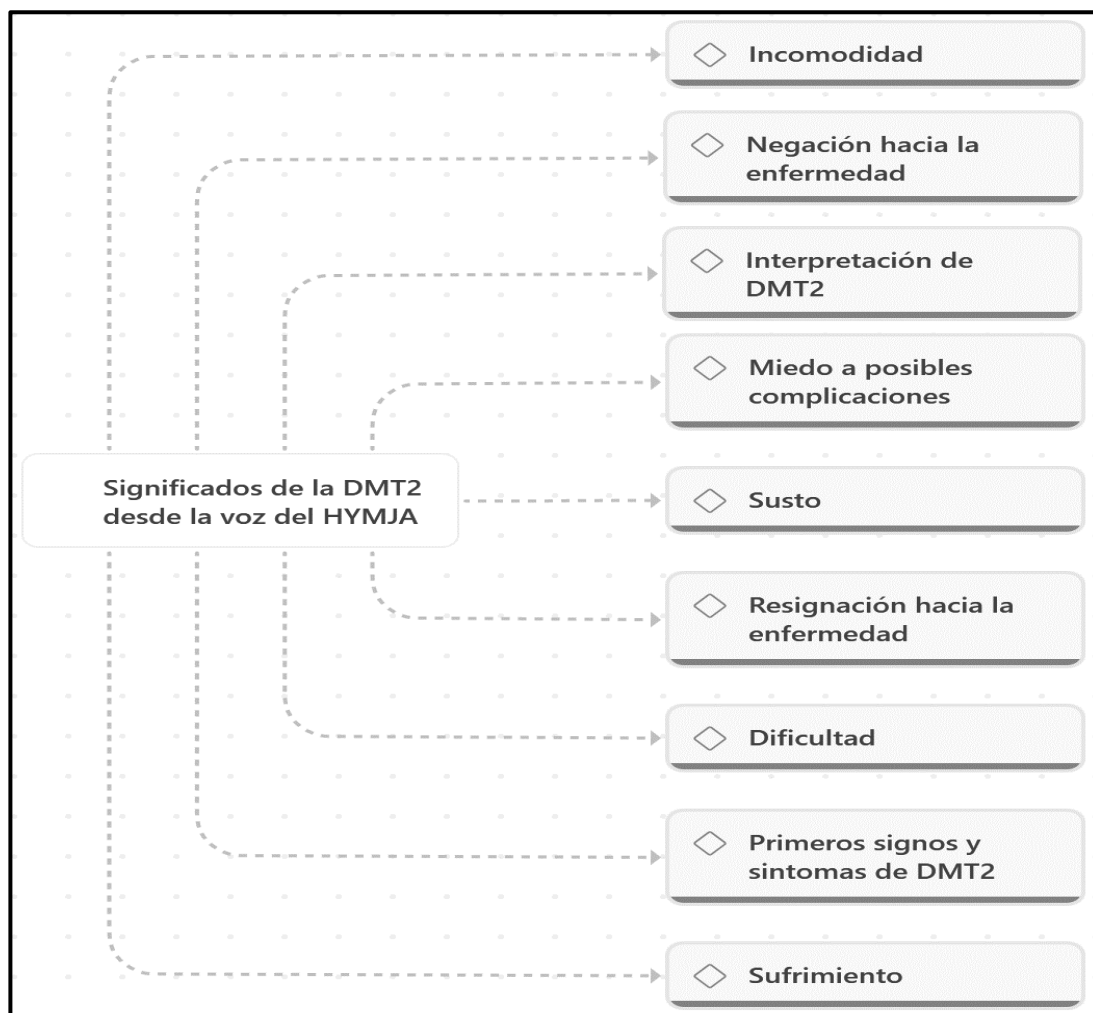 Incomodidad
Negación hacia la
enfermedad
Interpretación de
DMT2
Miedo a posibles
complicaciones
Significados de la DMT2
desde la voz del HYMJA
Susto
Resignación hacia la
enfermedad
Dificultad
Primeros signos y
sintomas de DMT2
Sufrimiento